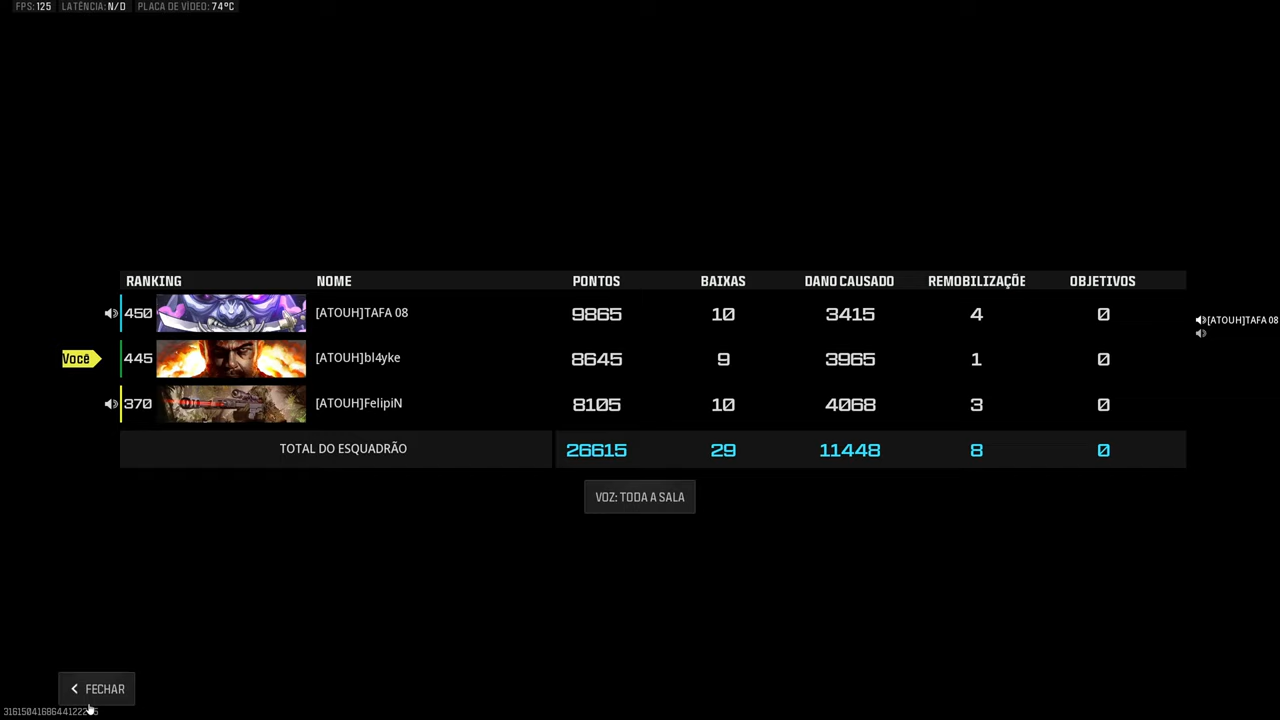 FPS: 125 LATÊNCIA: N/D PLACA DE VÍDEO: 74ºC
RANKING NOME PONTOS BAIXAS DANO CAUSADO REMOBILIZAÇÕE OBJETIVOS
450 [ATOUH]TAFA 08 9865 10 3415 4 0
[ATOUH]TAFA 08
Você 445 [ATOUH]bl4yke 8645 9 3965 1 0
370 [ATOUH]FelipiN 8105 10 4068 3 0
TOTAL DO ESQUADRÃO 26615 29 11448 8 0
VOZ: TODA A SALA
FECHAR